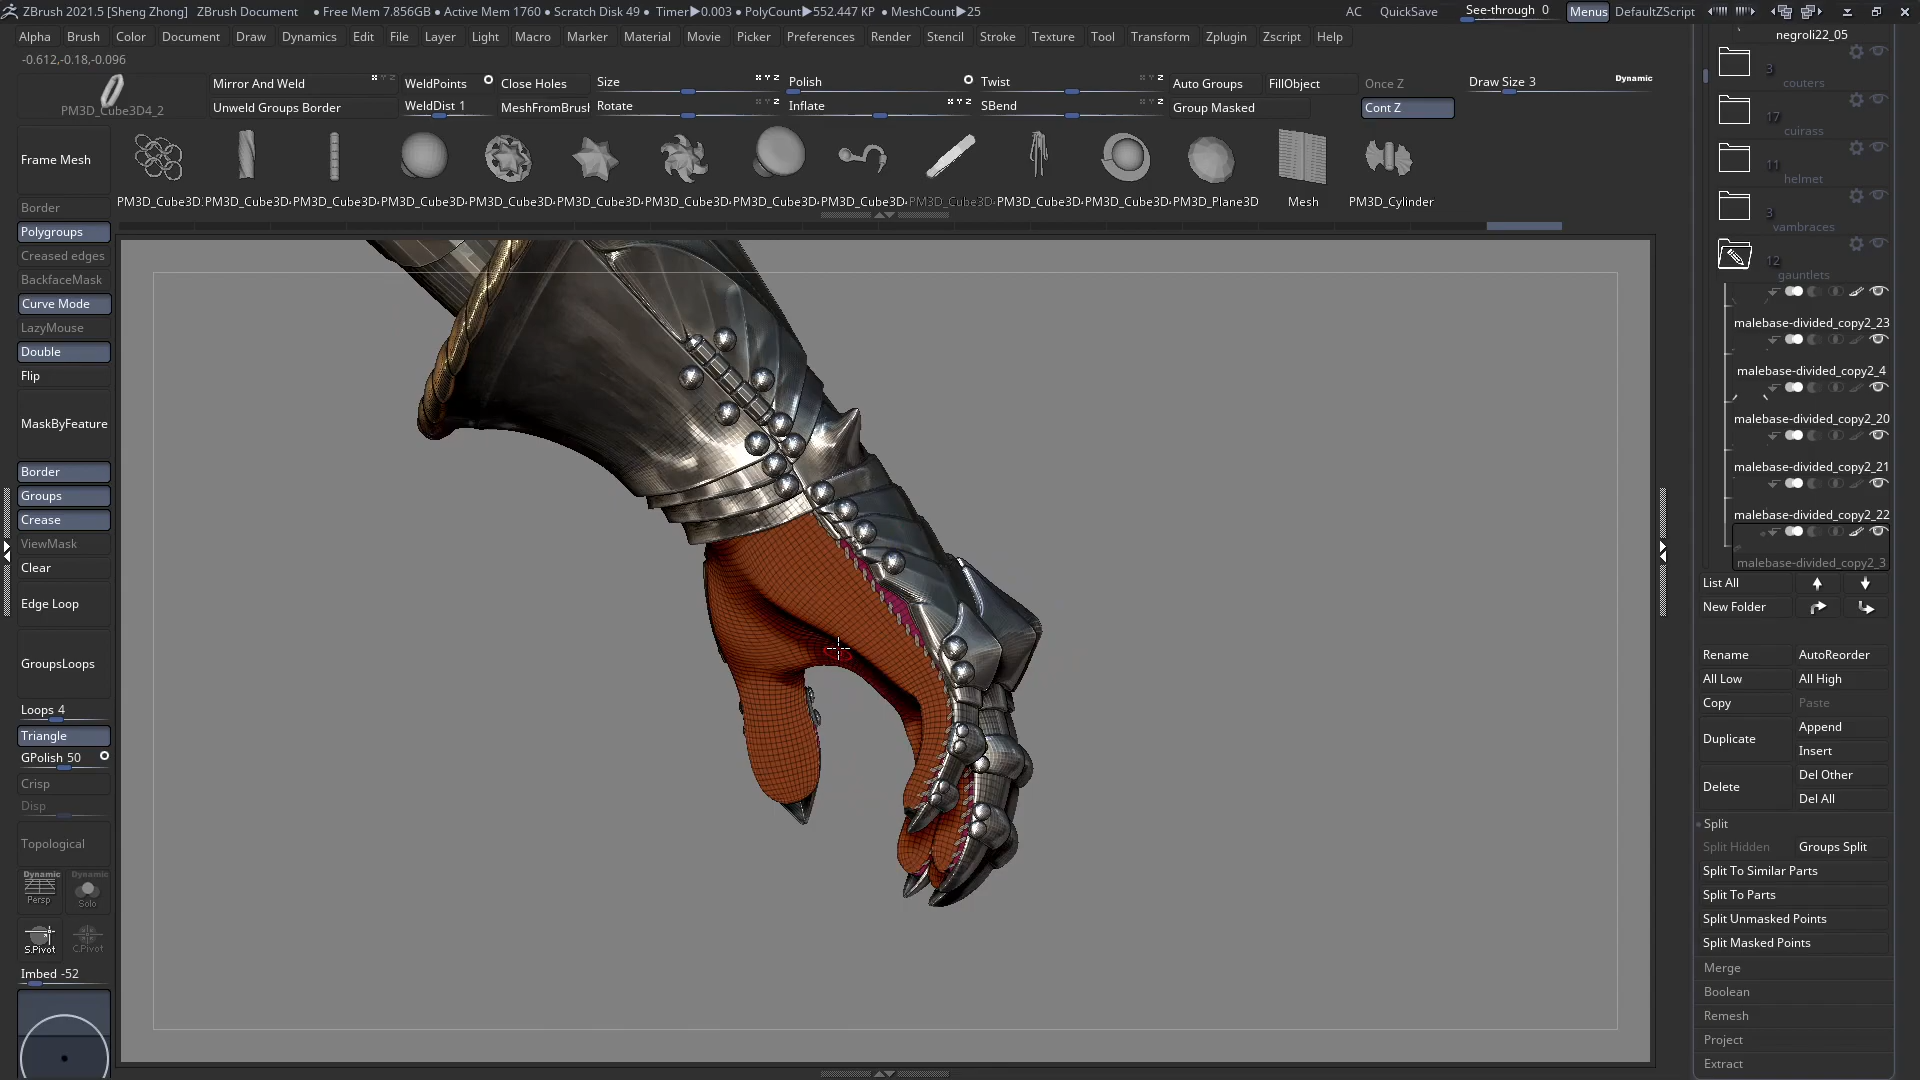 ZBrush 2021.5 [Sheng Zhong] ZBrush Document • Free Mem 7.856GB • Active Mem 1760 • Scratch Disk 49 • Timer▶0.003 • PolyCount▶552.447 KP • MeshCount▶25 AC QuickSave See-through 0 Menus DefaultZScript
Alpha Brush Color Document Draw Dynamics Edit File Layer Light Macro Marker Material Movie Picker Preferences Render Stencil Stroke Texture Tool Transform Zplugin Zscript Help
-0.612,-0.18,-0.096
PM3D_Cube3D4_2
Mirror And Weld WeldPoints Close Holes Size Polish Twist Auto Groups FillObject Once Z Draw Size 3 Dynamic
Unweld Groups Border WeldDist 1 MeshFromBrus Rotate Inflate SBend Group Masked Cont Z
PM3D_Cube3D PM3D_Cube3D PM3D_Cube3D PM3D_Cube3D PM3D_Cube3D PM3D_Cube3D PM3D_Cube3D PM3D_Cube3D PM3D_Cube3D PM3D_Cube3D PM3D_Cube3D PM3D_Cube3D PM3D_Plane3D Mesh PM3D_Cylinder
Frame Mesh
Border
Polygroups
Creased edges
BackfaceMask
Curve Mode
LazyMouse
Double
Flip
MaskByFeature
Border
Groups
Crease
ViewMask
Clear
Edge Loop
GroupsLoops
Loops 4
Triangle
GPolish 50
Crisp
Disp
Topological
Dynamic Dynamic
Persp Solo
S.Pivot C.Pivot
Imbed -52
negroli22_05
3
couters
17
cuirass
11
helmet
3
vambraces
12
gauntlets
malebase-divided_copy2_23
malebase-divided_copy2_4
malebase-divided_copy2_20
malebase-divided_copy2_21
malebase-divided_copy2_22
malebase-divided_copy2_3
List All
New Folder
Rename AutoReorder
All Low All High
Copy Paste
Duplicate Append
Insert
Delete Del Other
Del All
Split
Split Hidden Groups Split
Split To Similar Parts
Split To Parts
Split Unmasked Points
Split Masked Points
Merge
Boolean
Remesh
Project
Extract